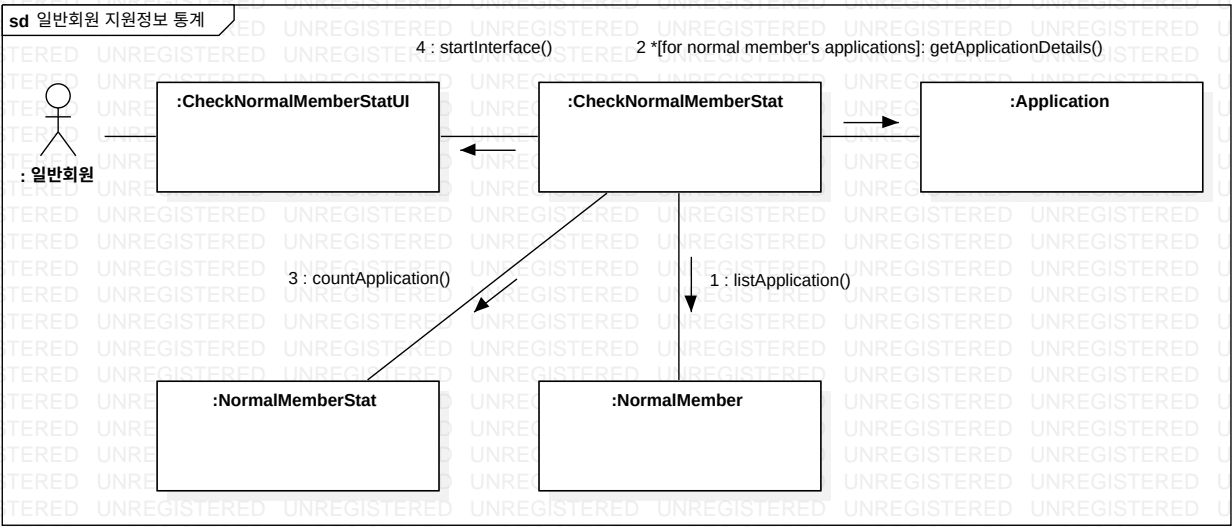 sd 일반회원 지원정보 통계
4 : startInterface()
2 *[for normal member's applications]: getApplicationDetails()
:CheckNormalMemberStatUI
:CheckNormalMemberStat
:Application
: 일반회원
3 : countApplication()
1 : listApplication()
:NormalMemberStat
:NormalMember
UNREGISTERED